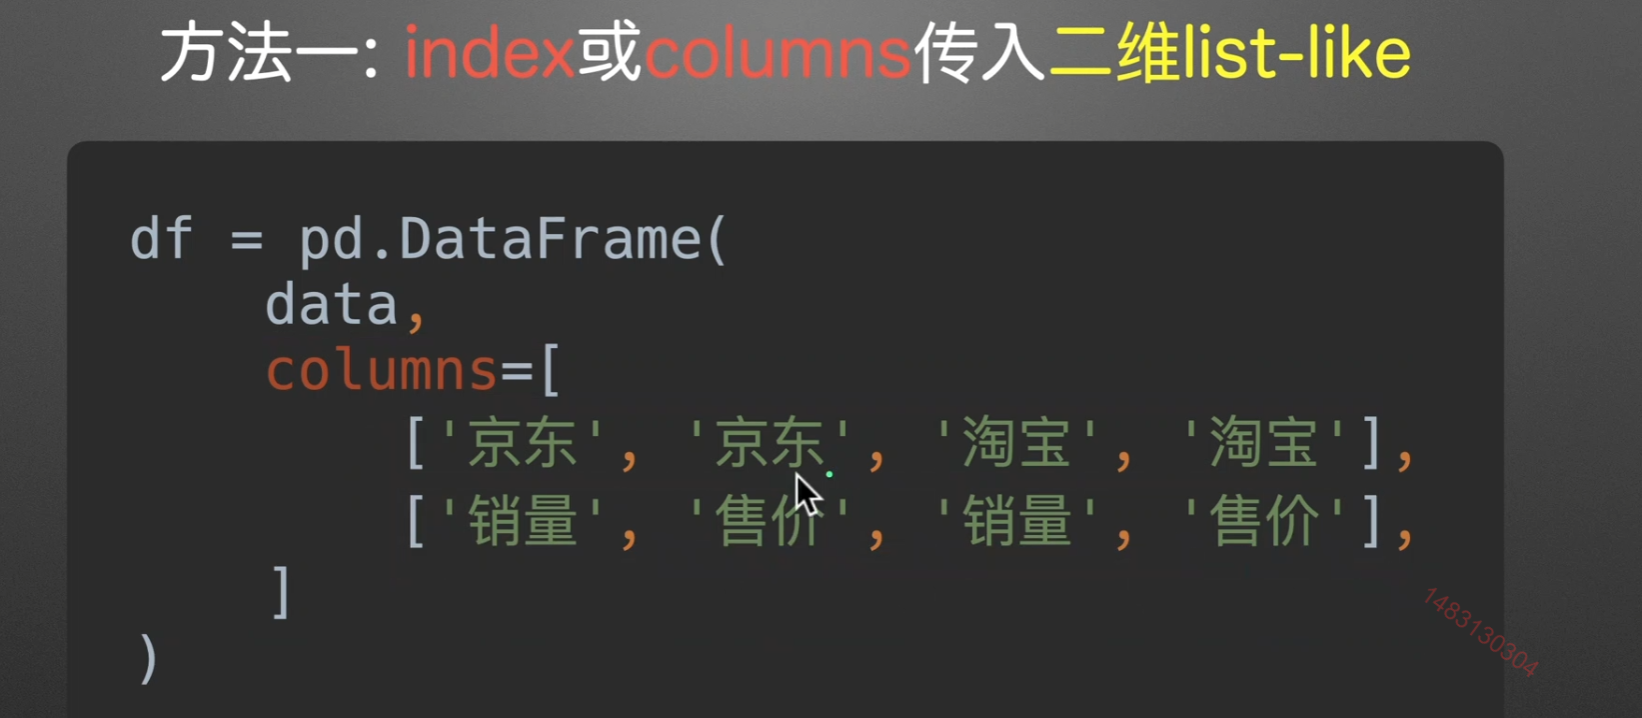 方法一: index或columns传入二维list-like
df = pd.DataFrame(
data,
columns=[
['京东', '京东', '淘宝', '淘宝'],
['销量', '售价', '销量', '售价'],
]
)
1483130304